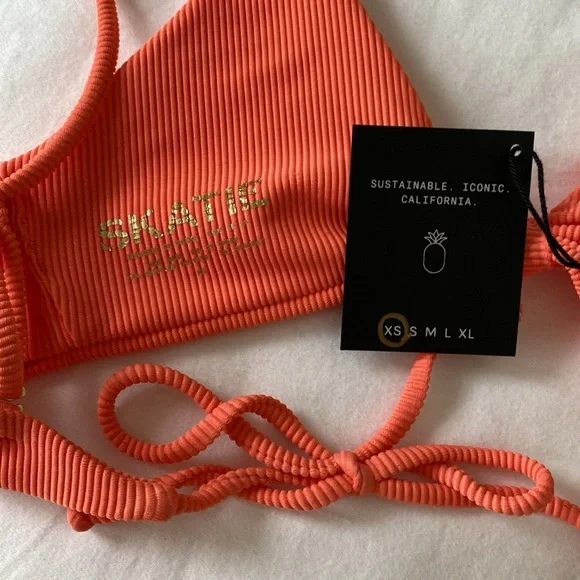 SKATIE
SUSTAINABLE. ICONIC.
CALIFORNIA.
XS S M L XL